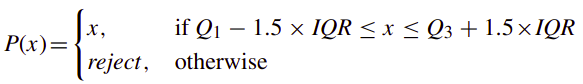 x, if Q₁ − 1.5 × IQR ≤ x ≤ Q₃ + 1.5×IQR
P(x)=
reject, otherwise